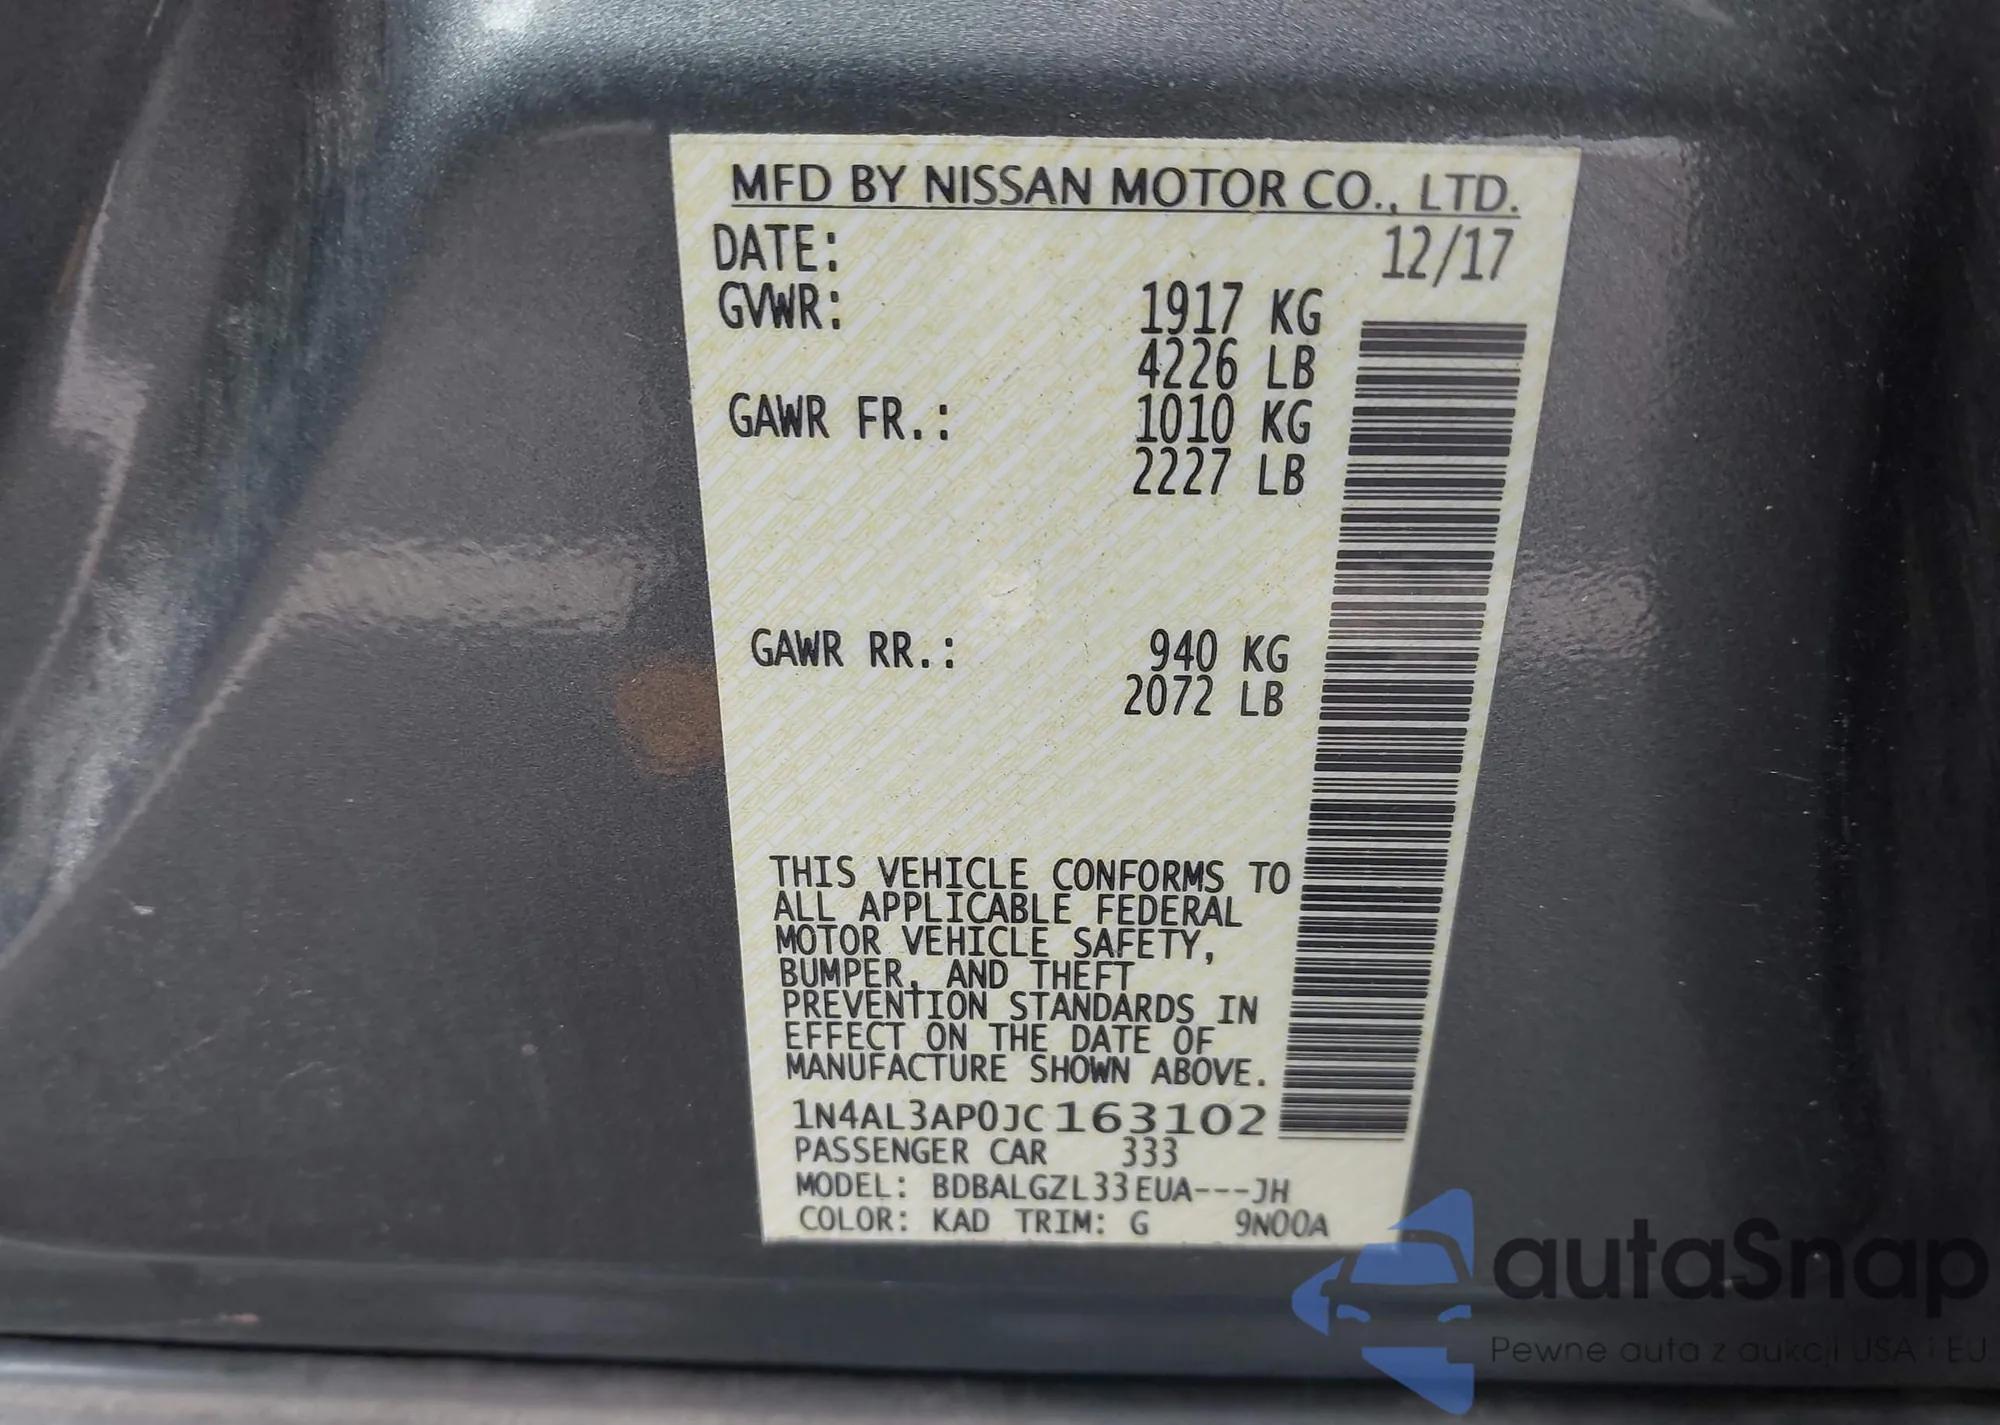 MFD BY NISSAN MOTOR CO., LTD.
DATE: 12/17
GVWR: 1917 KG
4226 LB
GAWR FR.: 1010 KG
2227 LB
GAWR RR.: 940 KG
2072 LB
THIS VEHICLE CONFORMS TO
ALL APPLICABLE FEDERAL
MOTOR VEHICLE SAFETY,
BUMPER, AND THEFT
PREVENTION STANDARDS IN
EFFECT ON THE DATE OF
MANUFACTURE SHOWN ABOVE.
1N4AL3AP0JC163102
PASSENGER CAR 333
MODEL: BDBALGZL33EUA---JH
COLOR: KAD TRIM: G 9N00A
autaSnap
Pewne auta z aukcji USA i EU